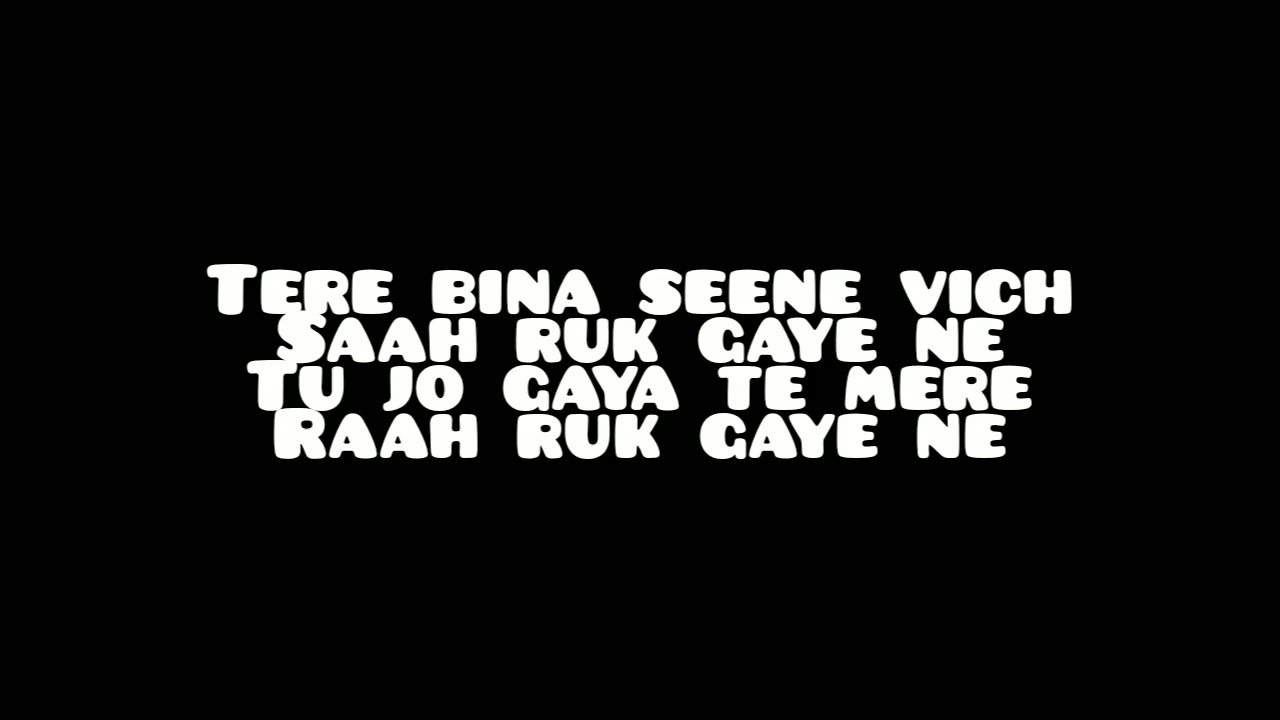 Tere bina seene vich
Saah ruk gaye ne
Tu jo gaya te mere
Raah ruk gaye ne